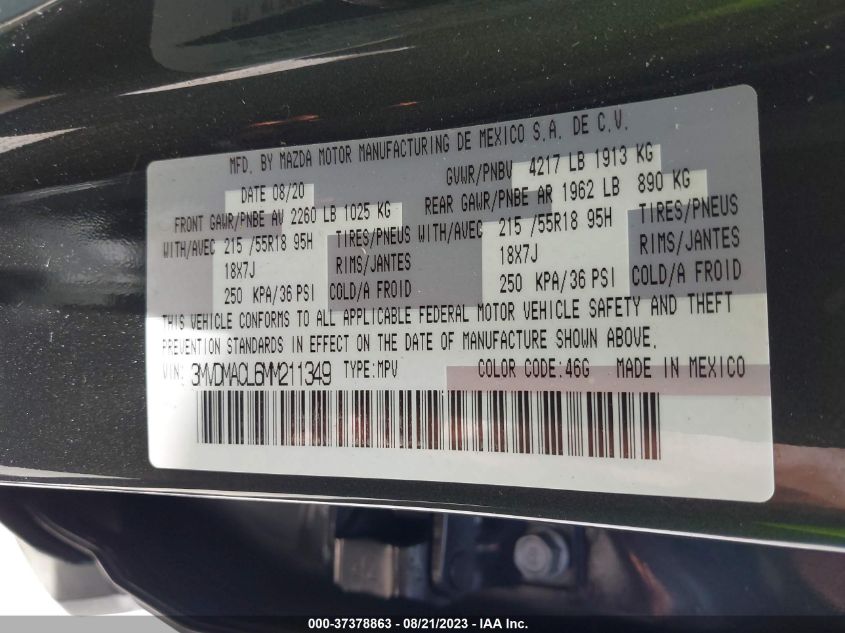 MFD. BY MAZDA MOTOR MANUFACTURING DE MEXICO S.A. DE C.V.
DATE 08/20 GVWR/PNBV 4217 LB 1913 KG
FRONT GAWR/PNBE AV 2260 LB 1025 KG REAR GAWR/PNBE AR 1962 LB 890 KG
WITH/AVEC 215 /55R18 95H TIRES/PNEUS WITH/AVEC 215 /55R18 95H TIRES/PNEUS
18X7J RIMS/JANTES 18X7J RIMS/JANTES
250 KPA/36 PSI COLD/A FROID 250 KPA/36 PSI COLD/A FROID
THIS VEHICLE CONFORMS TO ALL APPLICABLE FEDERAL MOTOR VEHICLE SAFETY AND THEFT
PREVENTION STANDARDS IN EFFECT ON THE DATE OF MANUFACTURE SHOWN ABOVE.
VIN: 3MVDMACL6MM211349 TYPE:MPV COLOR CODE:46G MADE IN MEXICO
000-37378863 - 08/21/2023 - IAA Inc.